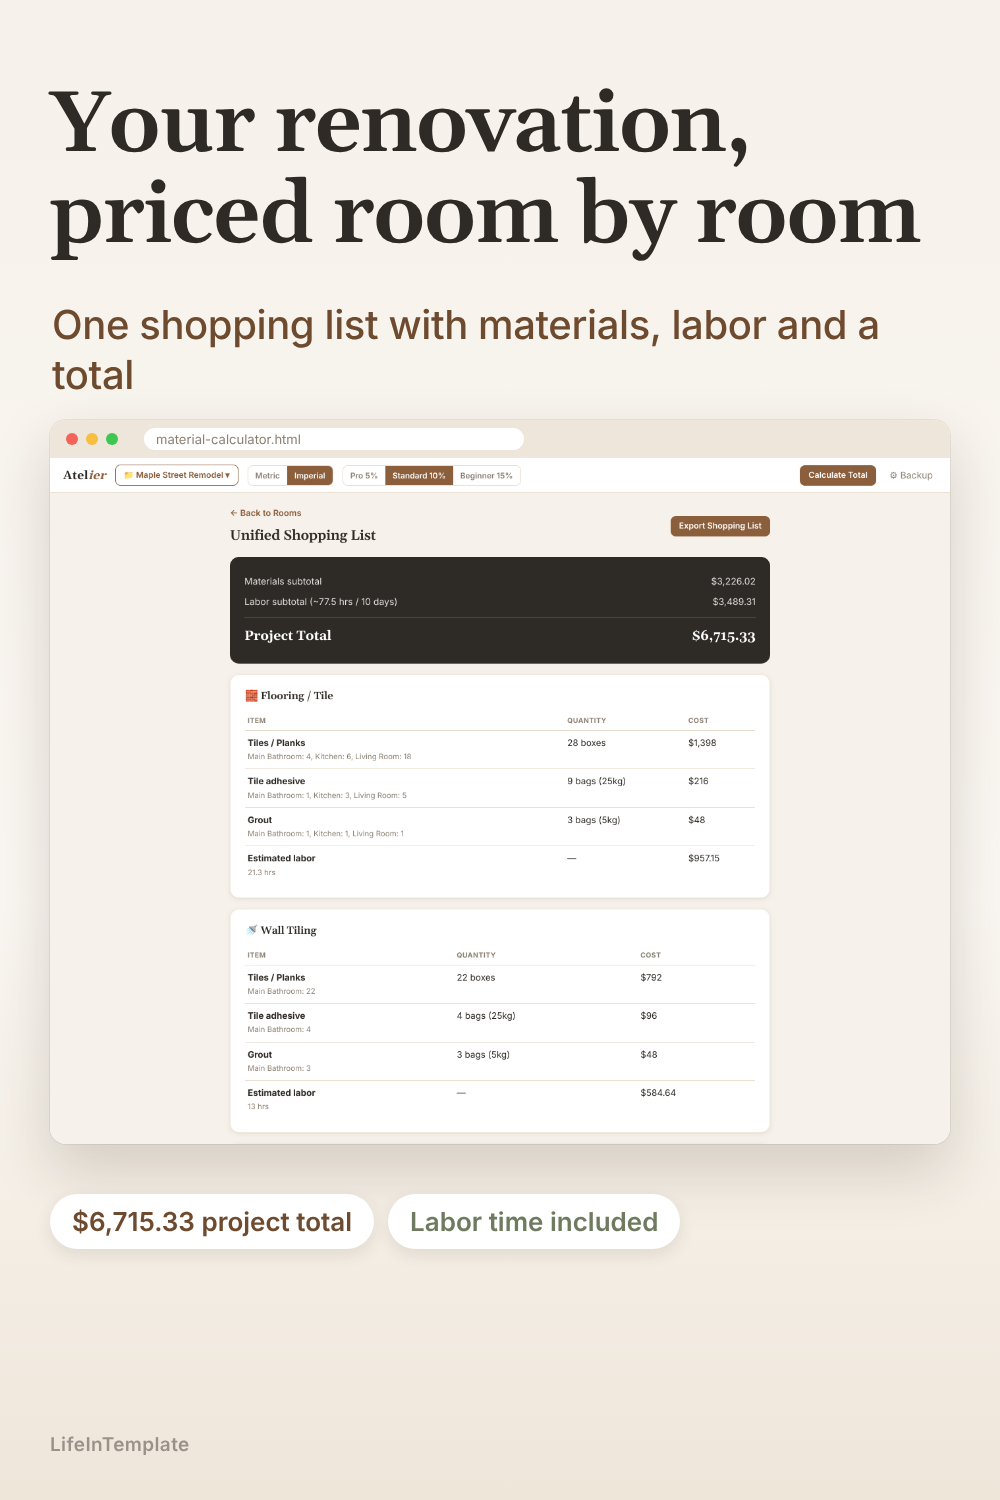 Your renovation,
priced room by room
One shopping list with materials, labor and a
total
material-calculator.html
Atelier 📁 Maple Street Remodel ▾ Metric Imperial Pro 5% Standard 10% Beginner 15% Calculate Total ⚙ Backup
← Back to Rooms
Unified Shopping List Export Shopping List
Materials subtotal $3,226.02
Labor subtotal (~77.5 hrs / 10 days) $3,489.31
Project Total $6,715.33
🧱 Flooring / Tile
ITEM QUANTITY COST
Tiles / Planks 28 boxes $1,398
Main Bathroom: 4, Kitchen: 6, Living Room: 18
Tile adhesive 9 bags (25kg) $216
Main Bathroom: 1, Kitchen: 3, Living Room: 5
Grout 3 bags (5kg) $48
Main Bathroom: 1, Kitchen: 1, Living Room: 1
Estimated labor — $957.15
21.3 hrs
🚿 Wall Tiling
ITEM QUANTITY COST
Tiles / Planks 22 boxes $792
Main Bathroom: 22
Tile adhesive 4 bags (25kg) $96
Main Bathroom: 4
Grout 3 bags (5kg) $48
Main Bathroom: 3
Estimated labor — $584.64
13 hrs
$6,715.33 project total Labor time included
LifeInTemplate